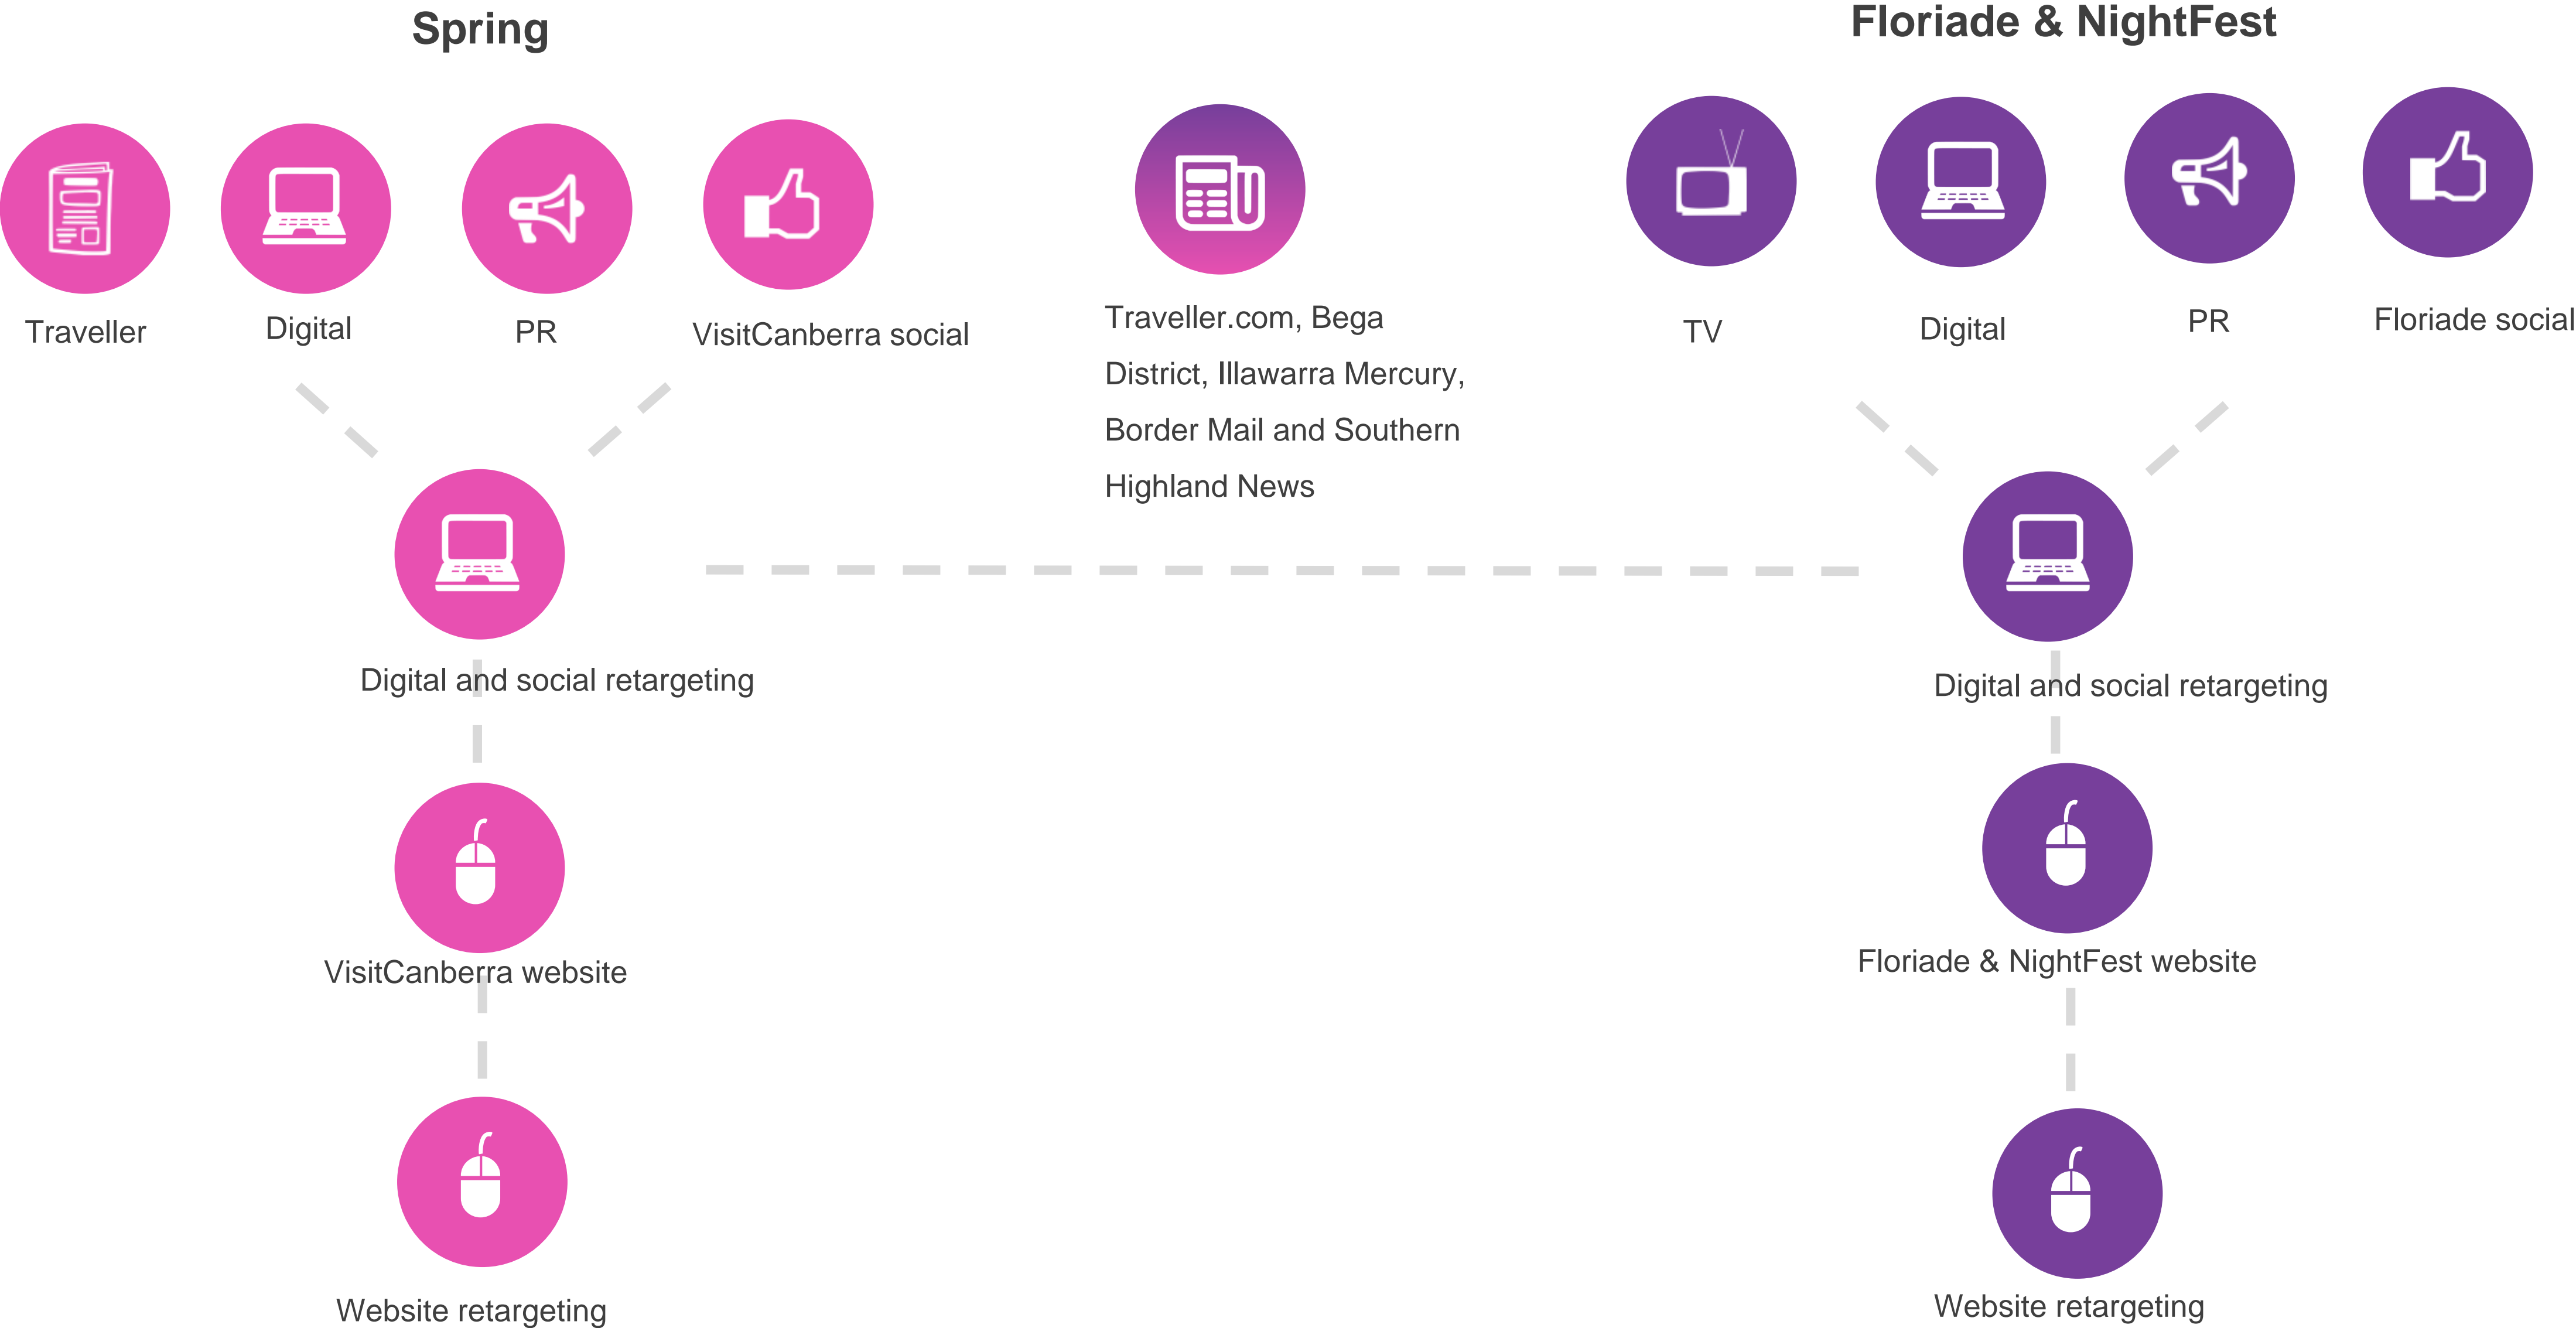 Spring
Floriade & NightFest
Traveller
Digital
PR
VisitCanberra social
Traveller.com, Bega
District, Illawarra Mercury,
Border Mail and Southern
Highland News
TV
Digital
PR
Floriade social
Digital and social retargeting
Digital and social retargeting
VisitCanberra website
Floriade & NightFest website
Website retargeting
Website retargeting